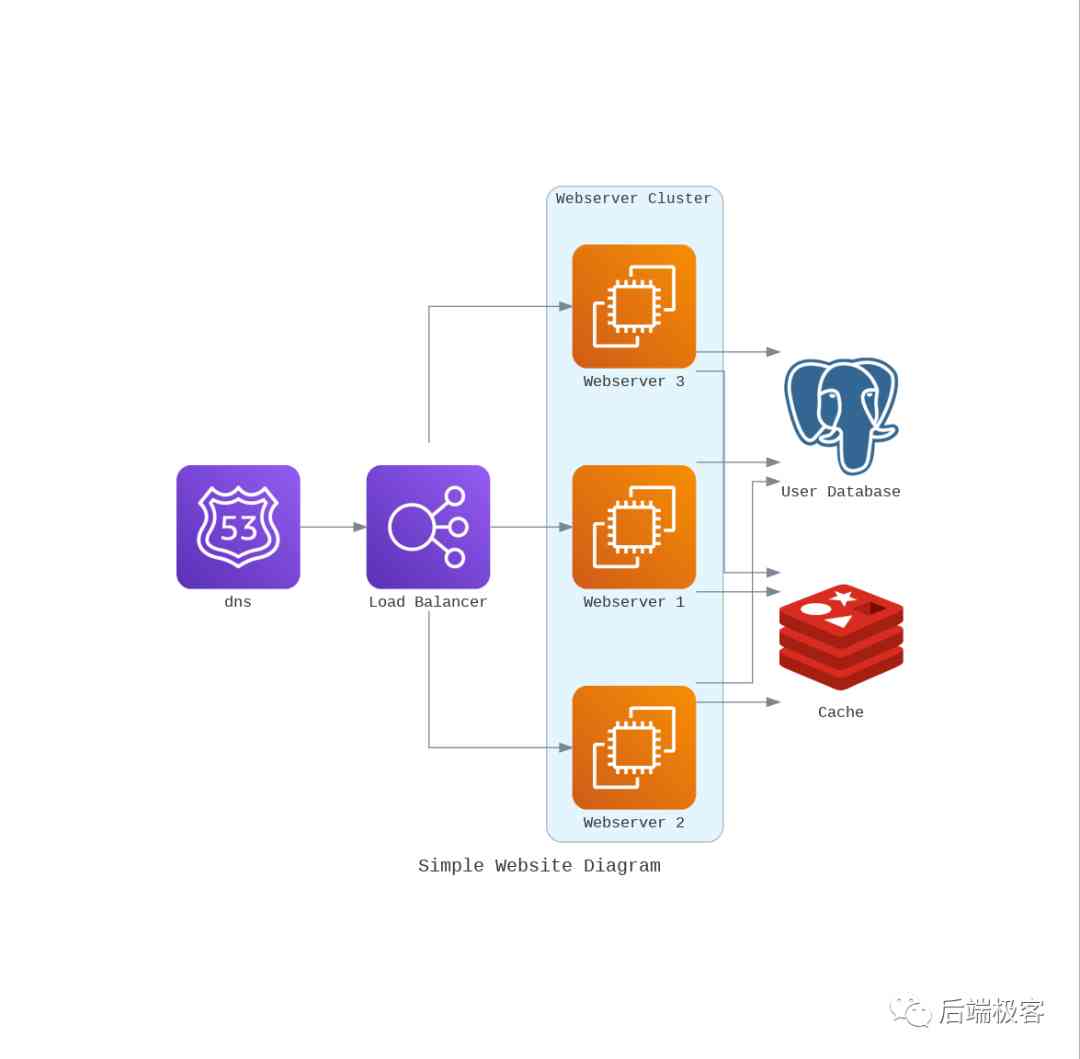 Webserver Cluster
Webserver 3
User Database
53
dns
Load Balancer
Webserver 1
Cache
Webserver 2
Simple Website Diagram
后端极客